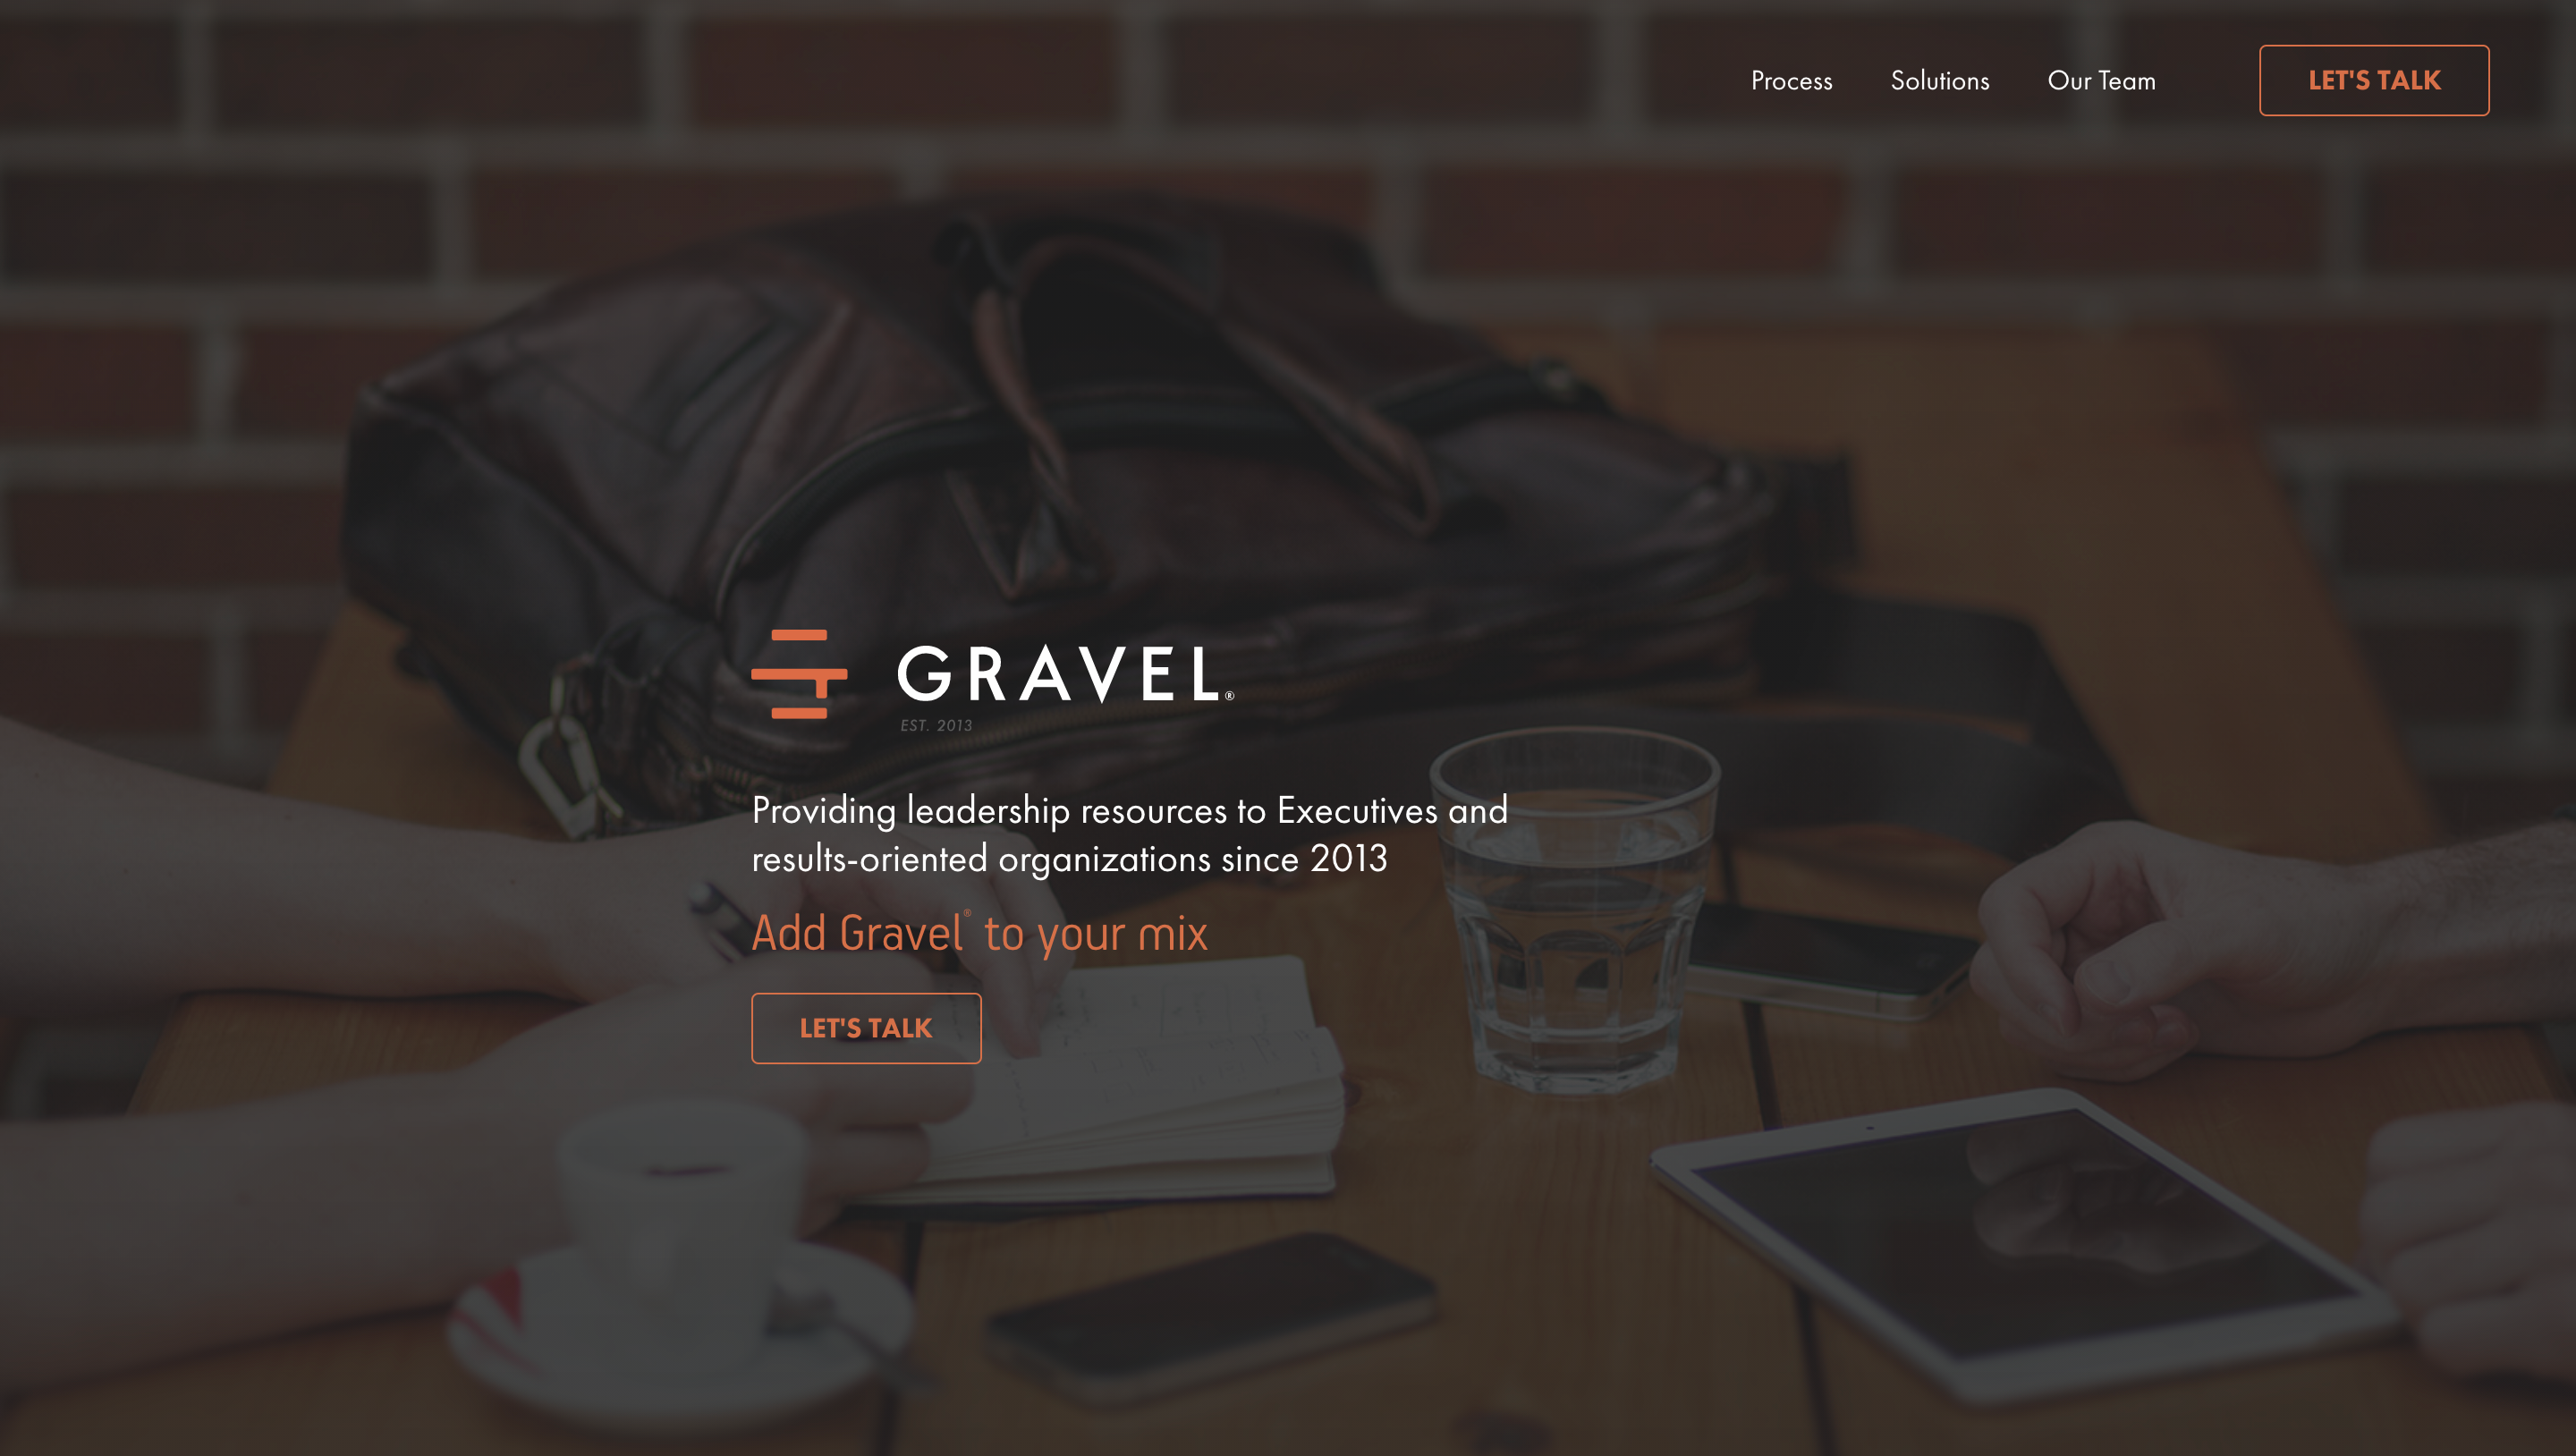 Process Solutions Our Team LET'S TALK
GRAVEL®
EST. 2013
Providing leadership resources to Executives and
results-oriented organizations since 2013
Add Gravel® to your mix
LET'S TALK